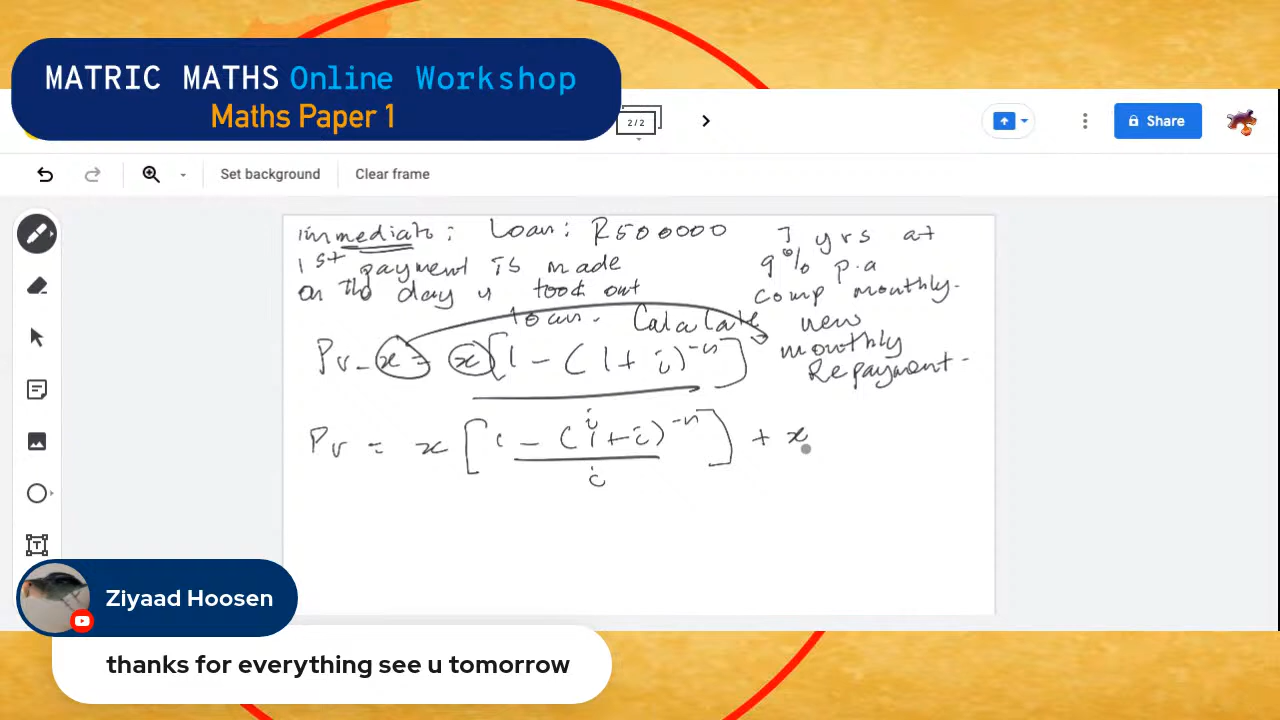 MATRIC MATHS Online Workshop
Maths Paper 1
2/2
Share
Set background
Clear frame
immediate: Loan: R500000 7 yrs at
1st payment is made 9% p.a
on the day u took out comp monthly.
loan. Calculate new
monthly
Repayment
Pv - x = x[1 - (1 + i)^-n]
i
Pv = x[1 - (1+i)^-n] + x
i
Ziyaad Hoosen
thanks for everything see u tomorrow